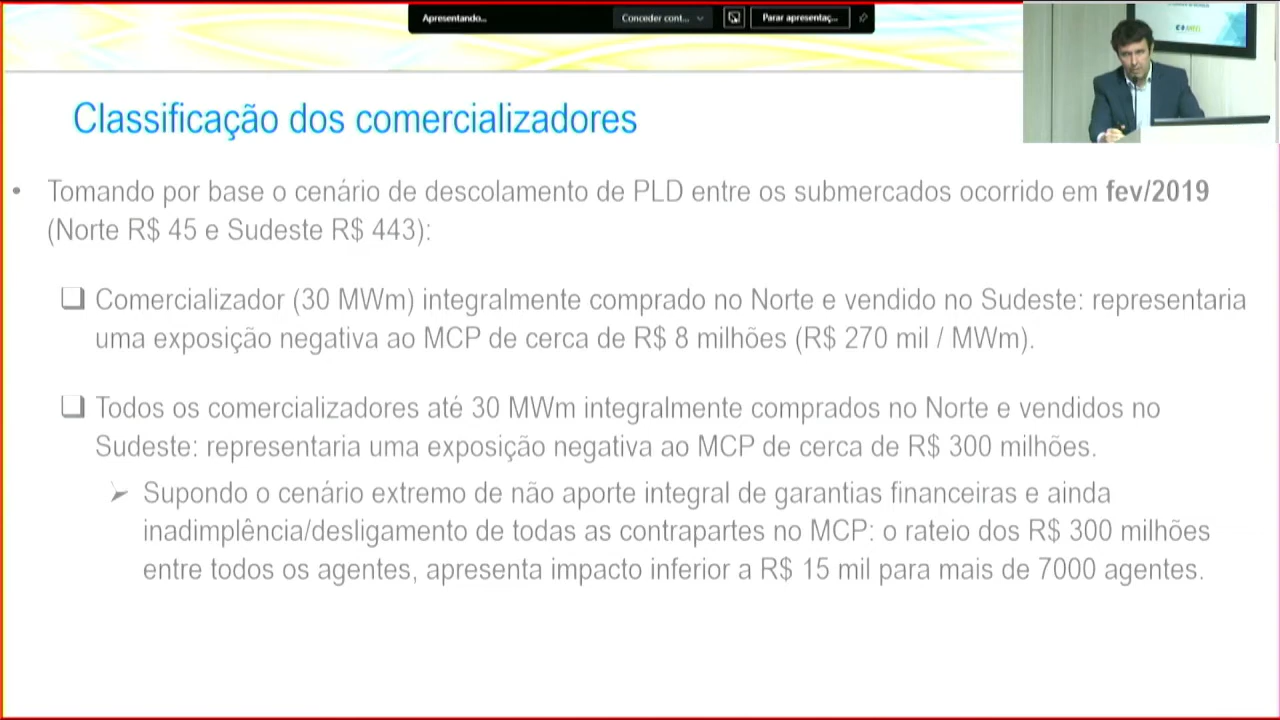 Apresentando...
Conceder cont...
Parar apresentaç...
Classificação dos comercializadores
• Tomando por base o cenário de descolamento de PLD entre os submercados ocorrido em fev/2019
(Norte R$ 45 e Sudeste R$ 443):
❑ Comercializador (30 MWm) integralmente comprado no Norte e vendido no Sudeste: representaria
uma exposição negativa ao MCP de cerca de R$ 8 milhões (R$ 270 mil / MWm).
❑ Todos os comercializadores até 30 MWm integralmente comprados no Norte e vendidos no
Sudeste: representaria uma exposição negativa ao MCP de cerca de R$ 300 milhões.
➢ Supondo o cenário extremo de não aporte integral de garantias financeiras e ainda
inadimplência/desligamento de todas as contrapartes no MCP: o rateio dos R$ 300 milhões
entre todos os agentes, apresenta impacto inferior a R$ 15 mil para mais de 7000 agentes.